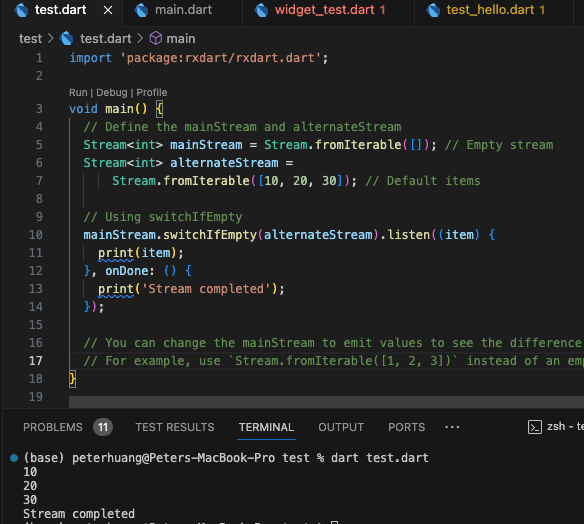 test.dart
main.dart
widget_test.dart 1
test_hello.dart 1
test > test.dart > main
1 import 'package:rxdart/rxdart.dart';
2
Run | Debug | Profile
3 void main() {
4 // Define the mainStream and alternateStream
5 Stream<int> mainStream = Stream.fromIterable([]); // Empty stream
6 Stream<int> alternateStream =
7 Stream.fromIterable([10, 20, 30]); // Default items
8
9 // Using switchIfEmpty
10 mainStream.switchIfEmpty(alternateStream).listen((item) {
11 print(item);
12 }, onDone: () {
13 print('Stream completed');
14 });
15
16 // You can change the mainStream to emit values to see the difference
17 // For example, use `Stream.fromIterable([1, 2, 3])` instead of an
18 }
19
PROBLEMS 11 TEST RESULTS TERMINAL OUTPUT PORTS ··· zsh -
(base) peterhuang@Peters-MacBook-Pro test % dart test.dart
10
20
30
Stream completed